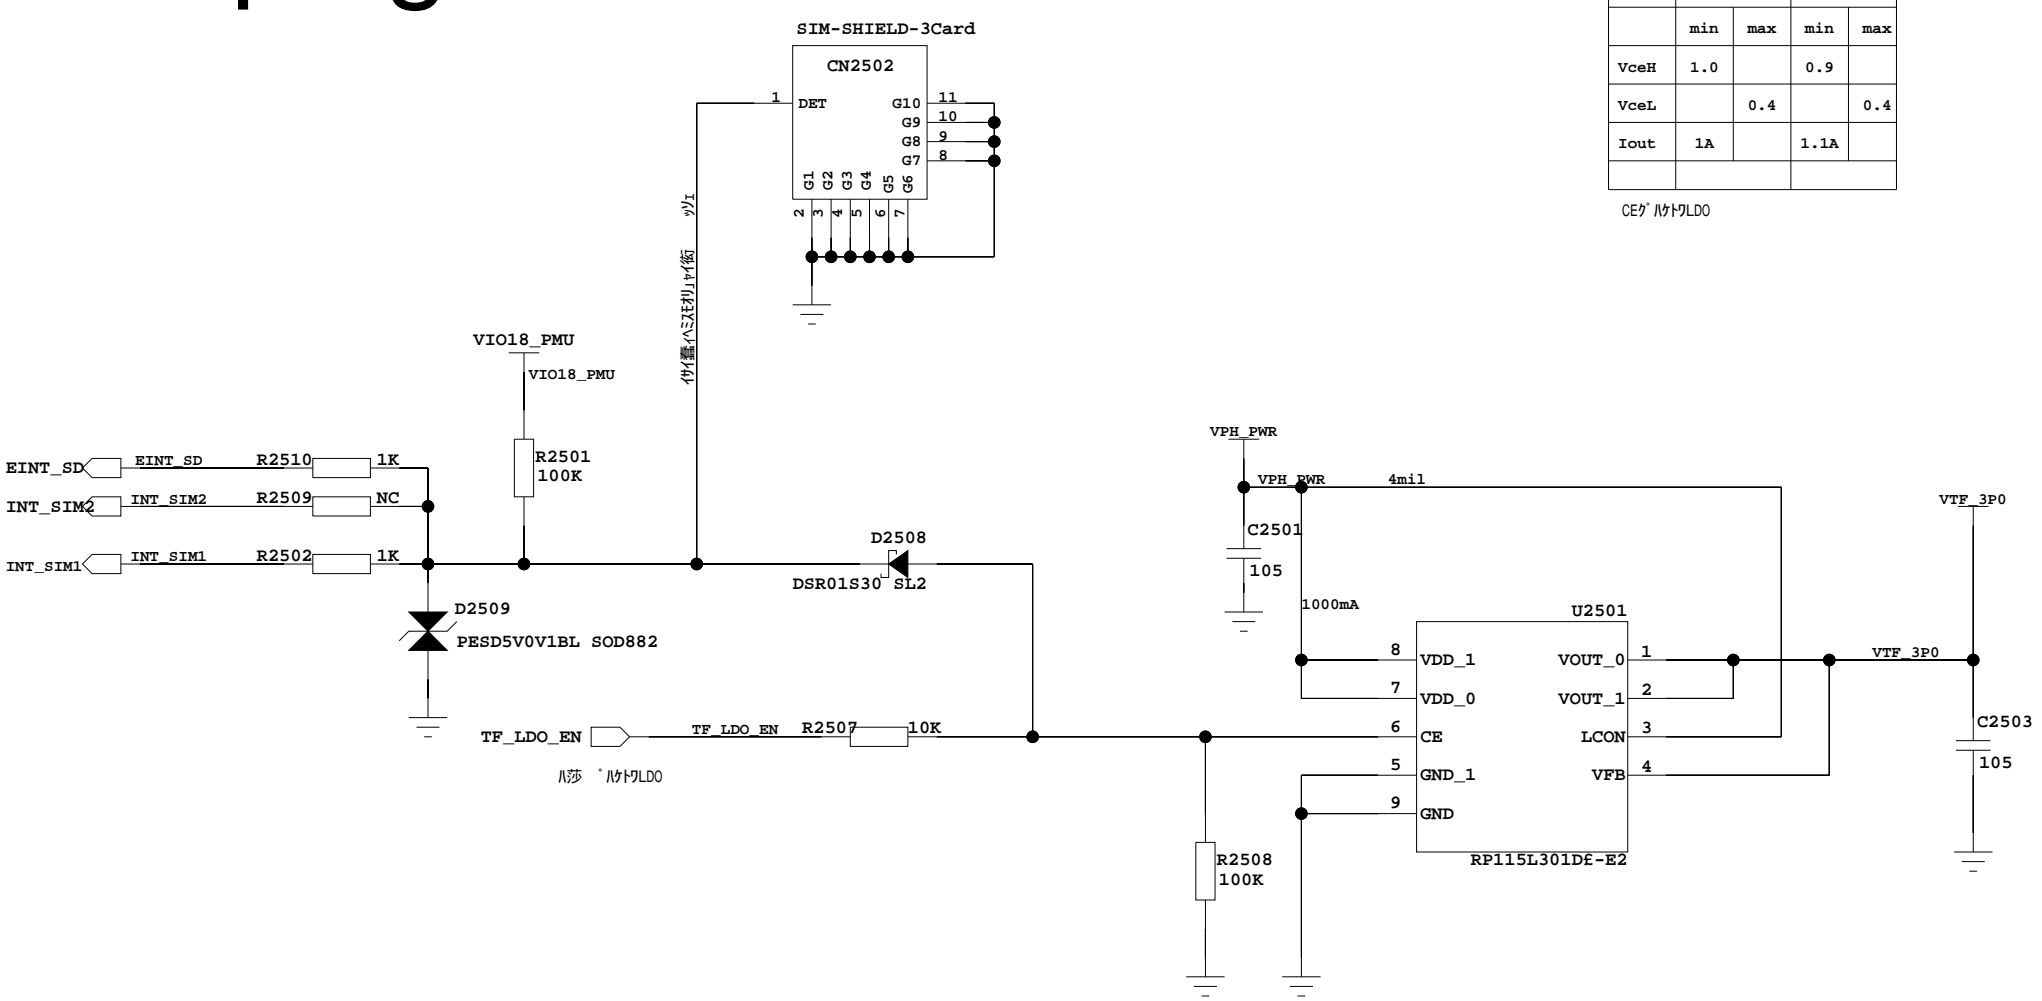 SIM-SHIELD-3Card
CN2502
1 DET
G10 11
G9 10
G8 9
G7 8
G1 G2 G3 G4 G5 G6
2 3 4 5 6 7
min max min max
VceH 1.0 0.9
VceL 0.4 0.4
Iout 1A 1.1A
VIO18_PMU
VIO18_PMU
R2501
100K
EINT_SD EINT_SD R2510 1K
INT_SIM2 INT_SIM2 R2509 NC
INT_SIM1 INT_SIM1 R2502 1K
D2508
DSR01S30 SL2
D2509
PESD5V0V1BL SOD882
TF_LDO_EN TF_LDO_EN R2507 10K
VPH_PWR
VPH_PWR 4mil
C2501
105
1000mA
U2501
8 VDD_1 VOUT_0 1
7 VDD_0 VOUT_1 2
6 CE LCON 3
5 GND_1 VFB 4
9 GND
RP115L301D£-E2
VTF_3P0
VTF_3P0
C2503
105
R2508
100K